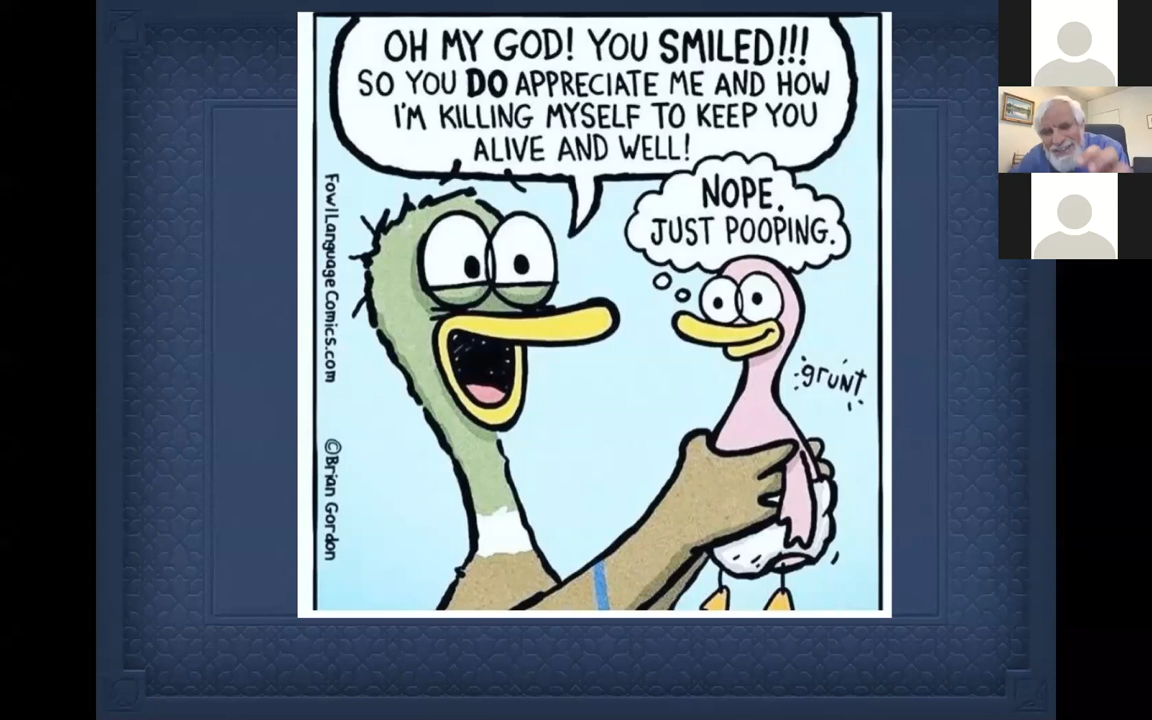 OH MY GOD! YOU SMILED!!!
SO YOU DO APPRECIATE ME AND HOW
I'M KILLING MYSELF TO KEEP YOU
ALIVE AND WELL!
NOPE.
JUST POOPING.
grunt
FowlLanguageComics.com
©Brian Gordon